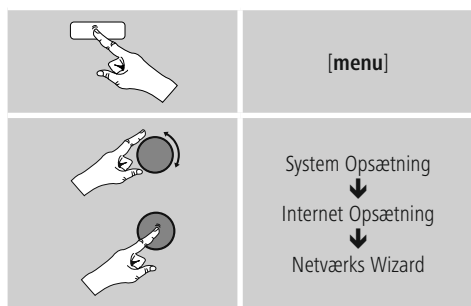 [menu]
System Opsætning
Internet Opsætning
Netværks Wizard